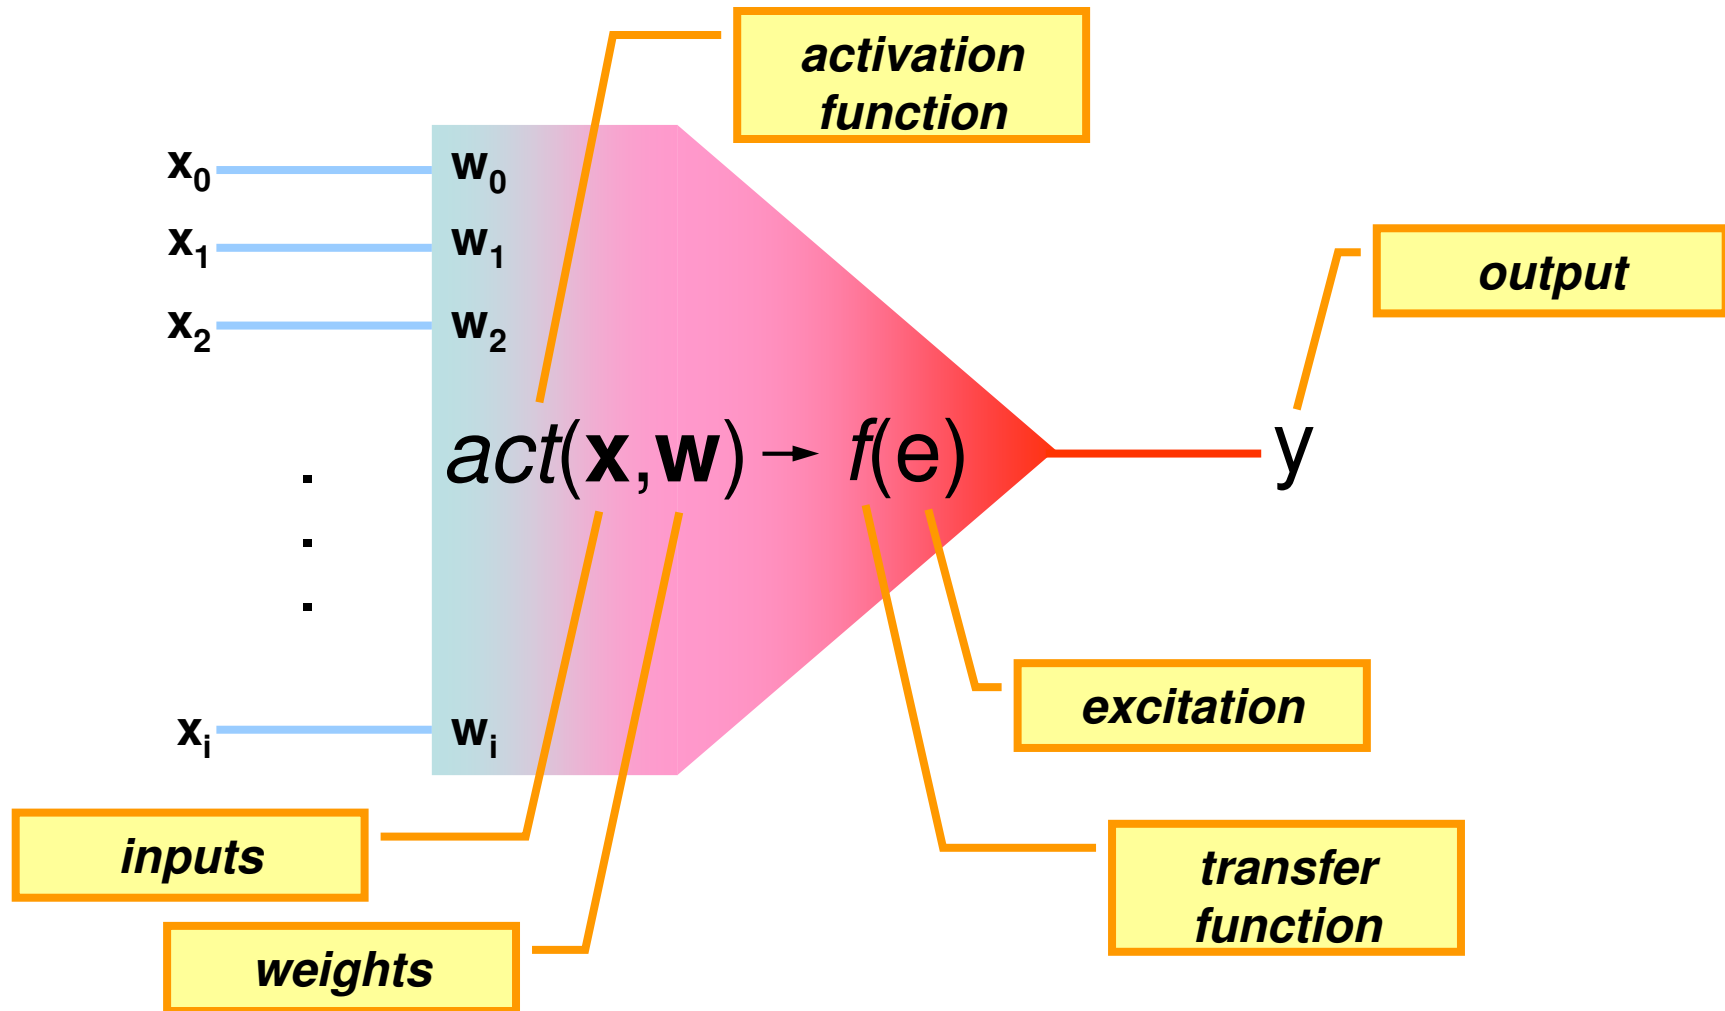 activation
function
x0 w0
x1 w1
output
x2 w2
act(x,w) → f(e) y
.
.
.
excitation
xi wi
inputs
transfer
function
weights